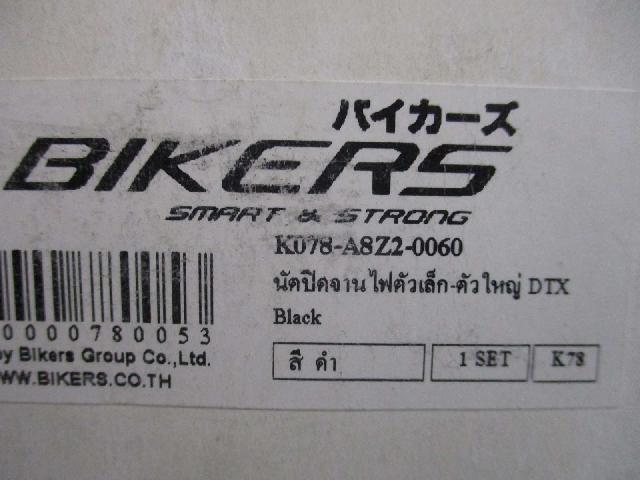 バイカーズ
BIKERS
SMART & STRONG
K078-A8Z2-0060
นัตปิดจานไฟตัวเล็ก-ตัวใหญ่ DTX
Black
สี ดำ
1 SET
K78
0000780053
by Bikers Group Co.,Ltd.
WWW.BIKERS.CO.TH